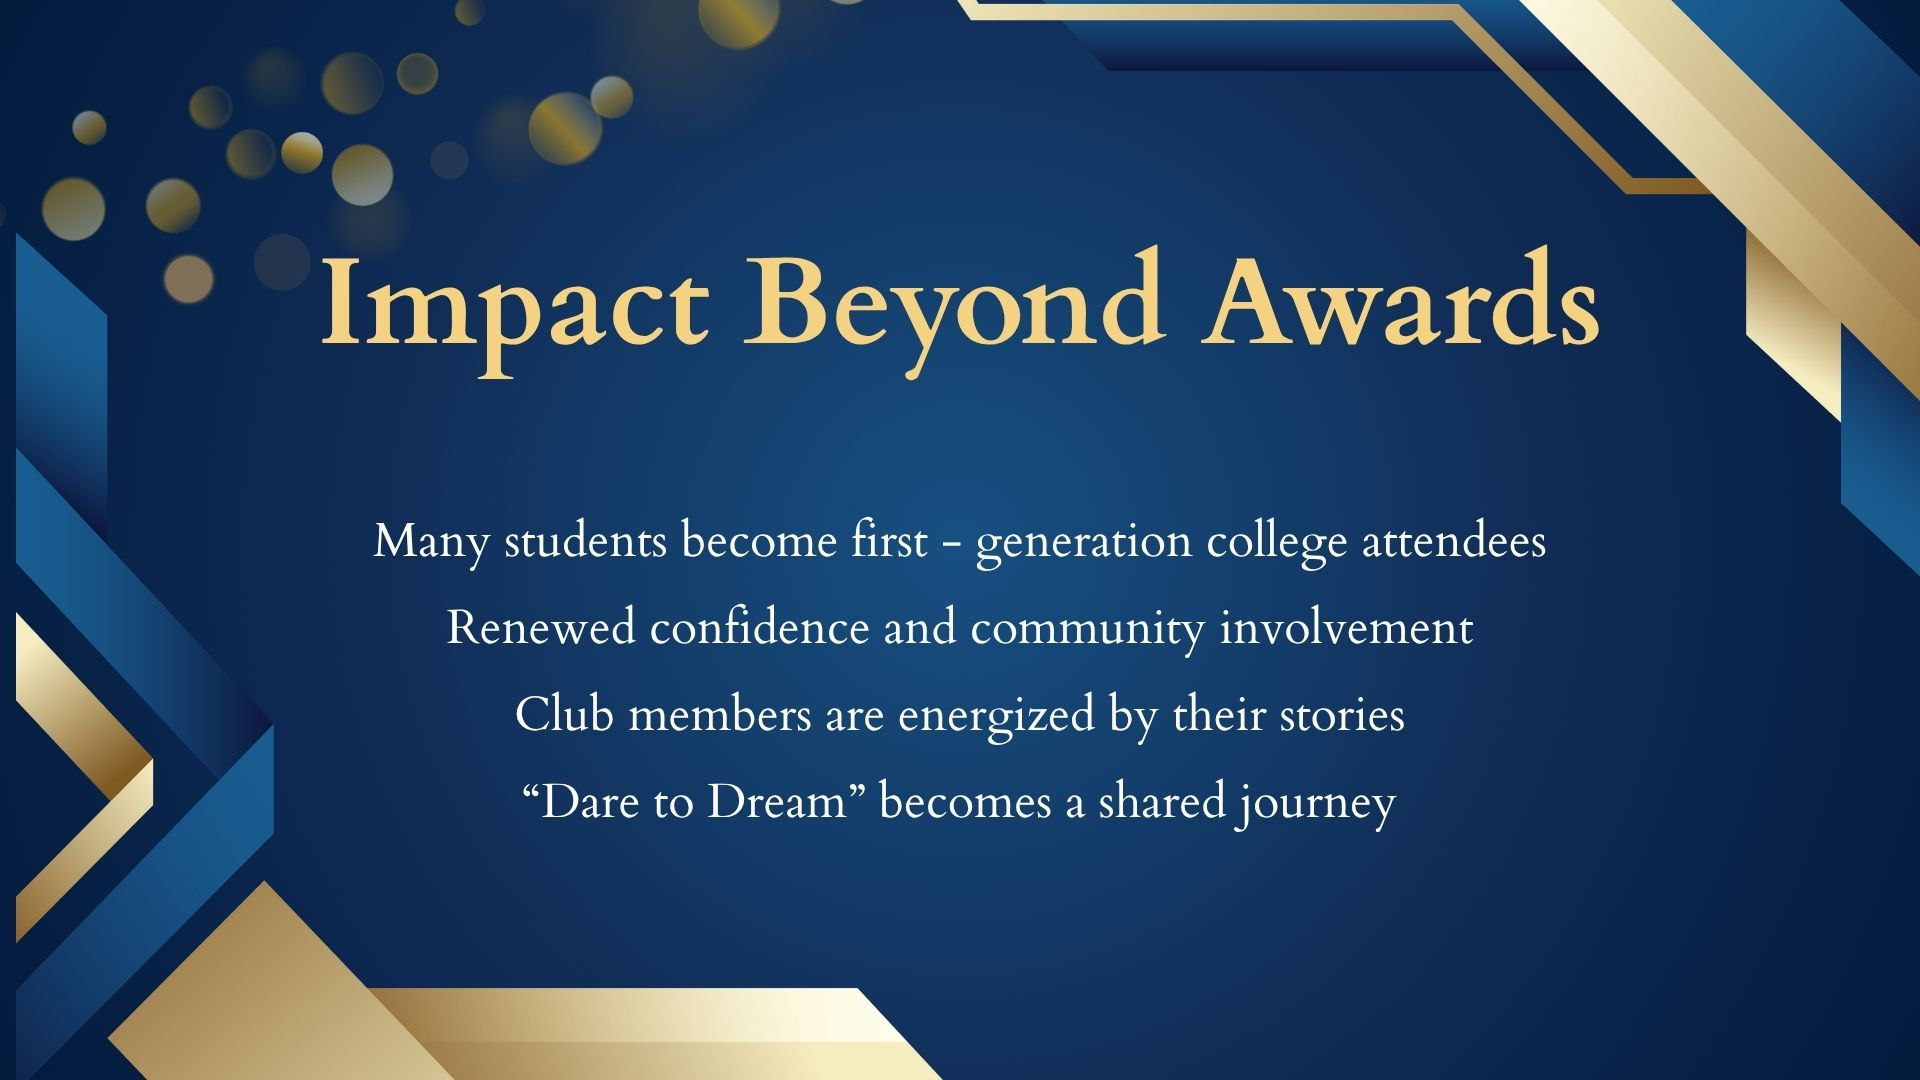 Impact Beyond Awards
Many students become first - generation college attendees
Renewed confidence and community involvement
Club members are energized by their stories
“Dare to Dream” becomes a shared journey